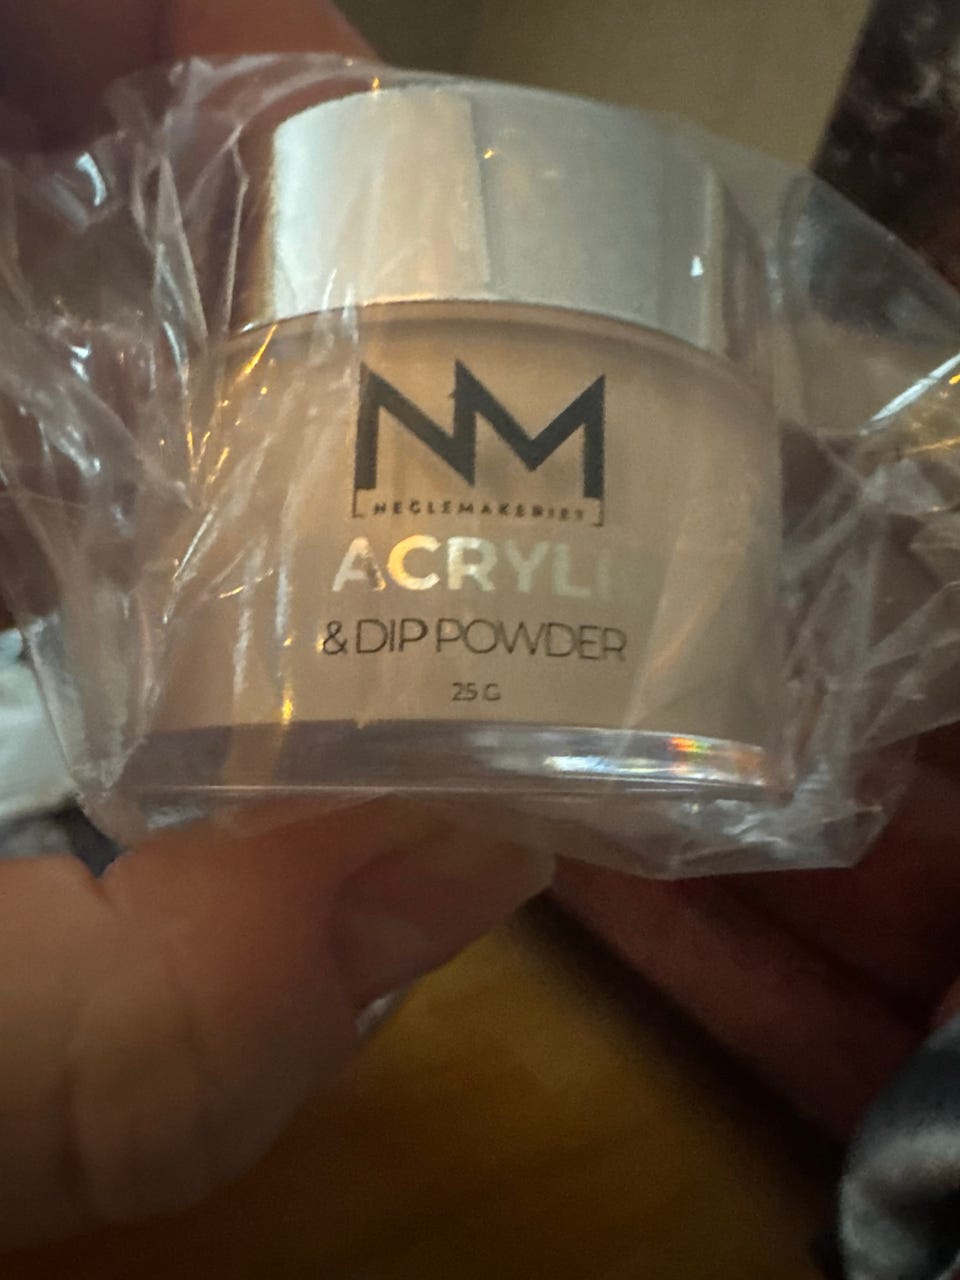 NM
NEGLEMAKERIET
ACRYLI
& DIP POWDER
25 G